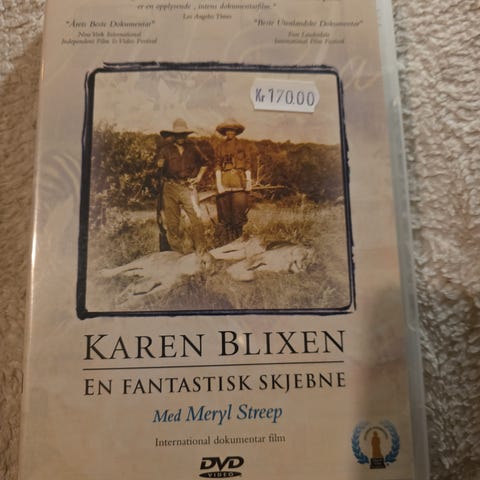 er en opplysende , intens dokumentarfilm."
Los Angeles Times
"Årets Beste Dokumentar"
New York International
Independent Film & Video Festival
"Beste Utenlandske Dokumentar"
Fort Lauderdale
International Film Festival
Kr 170.00
KAREN BLIXEN
EN FANTASTISK SKJEBNE
Med Meryl Streep
International dokumentar film
DVD
VIDEO